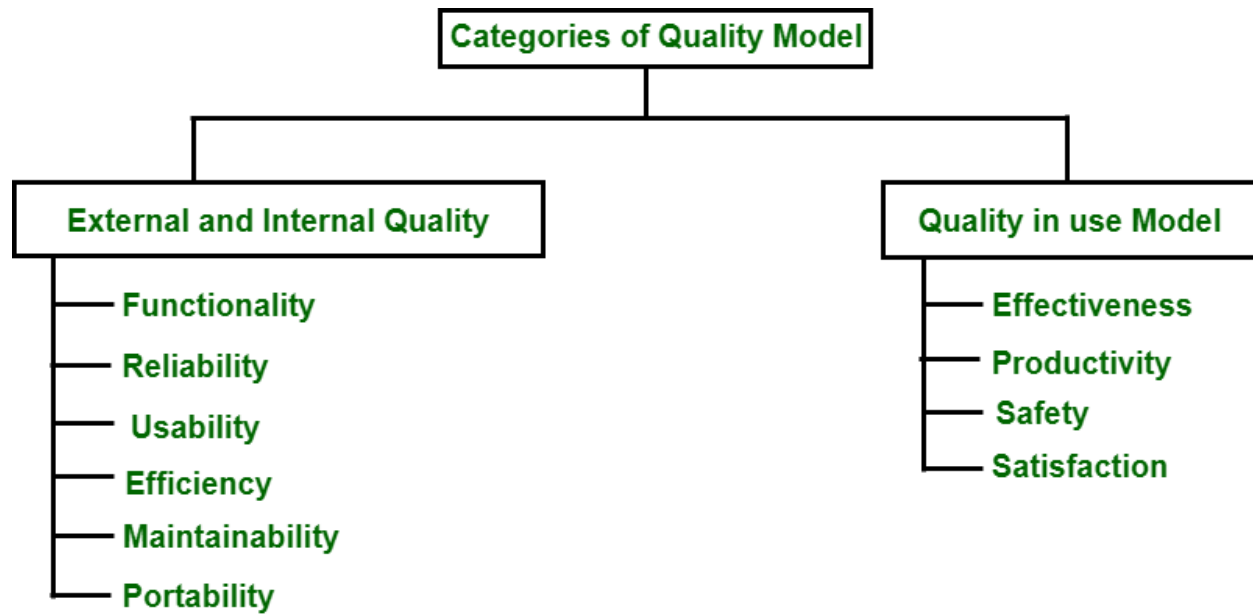 Categories of Quality Model
External and Internal Quality
Functionality
Reliability
Usability
Efficiency
Maintainability
Portability
Quality in use Model
Effectiveness
Productivity
Safety
Satisfaction